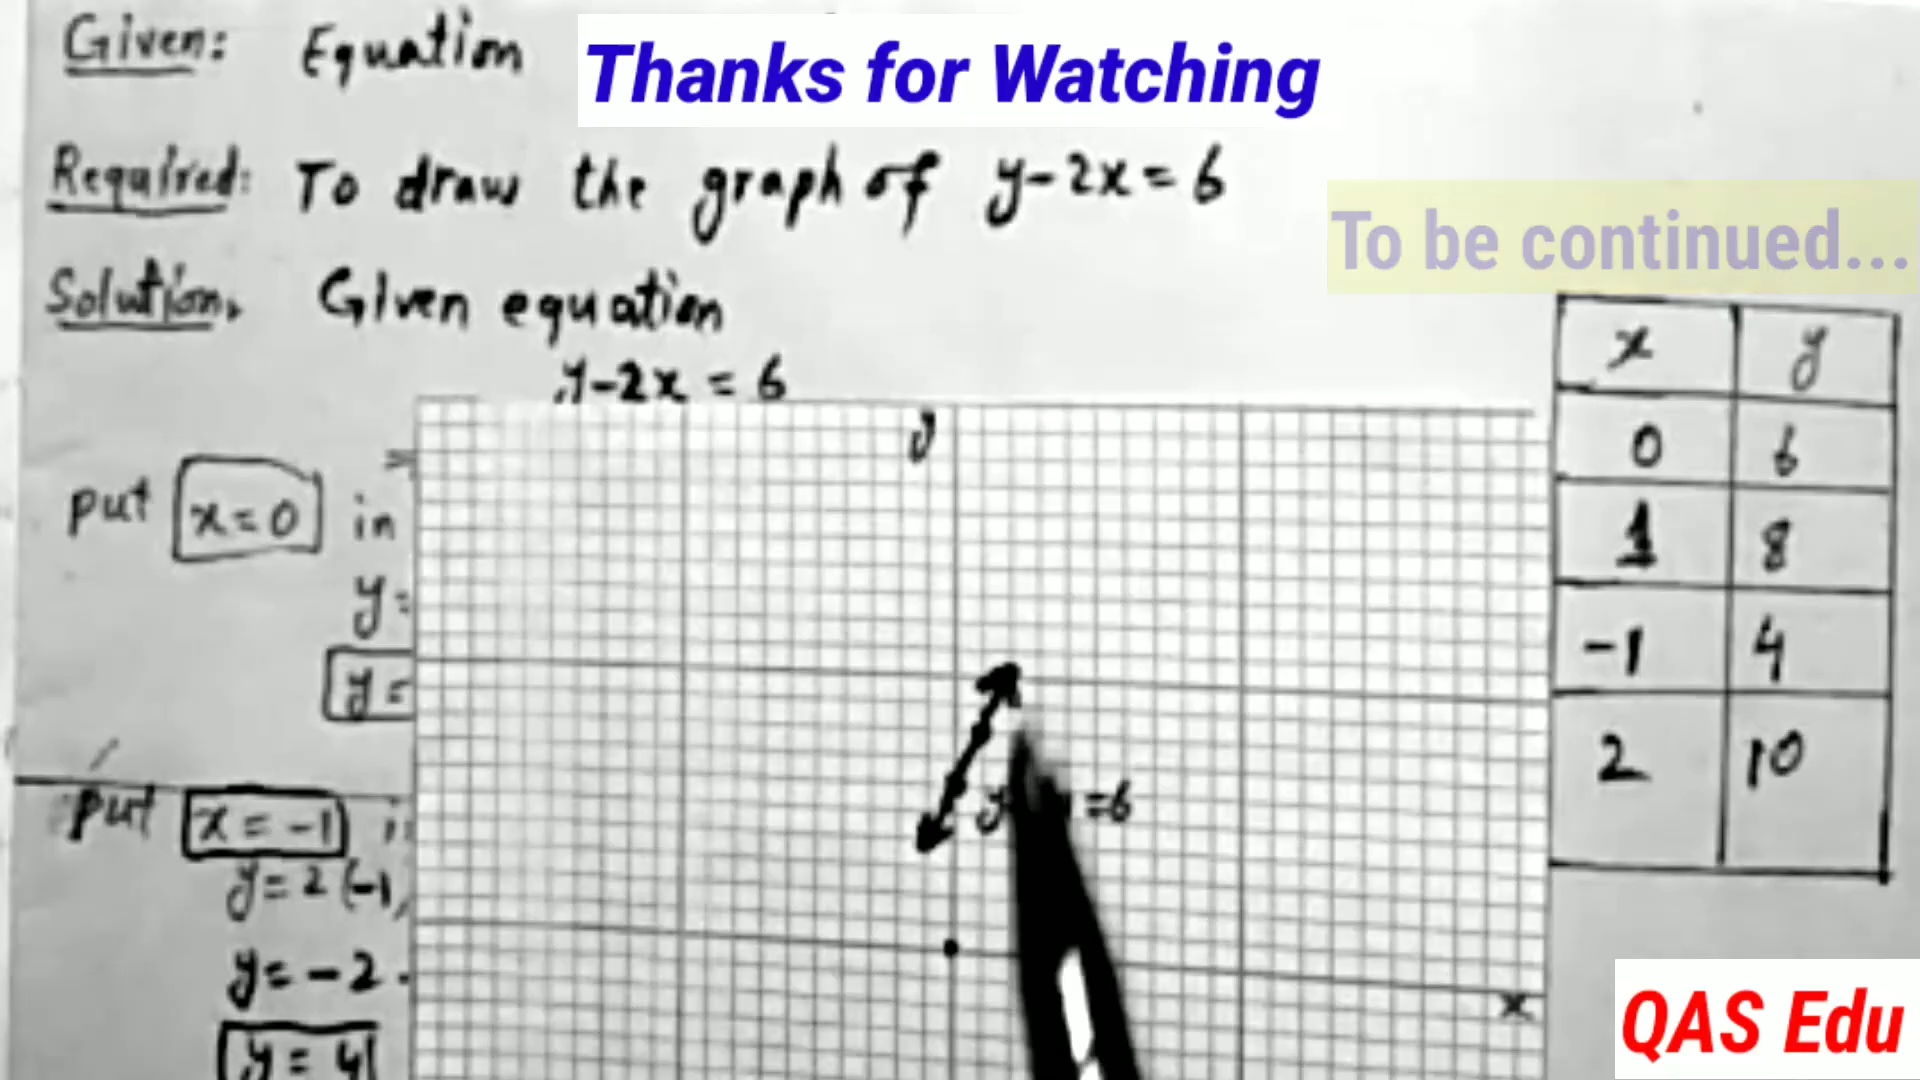 Given: Equation
Thanks for Watching
Required: To draw the graph of y-2x=6
To be continued...
Solution, Given equation
y-2x = 6
x y
0 6
1 8
-1 4
2 10
put x=0 in
y=
y=
put x=-1
y=2(-1,
y=-2
y=4
y
=6
x
QAS Edu